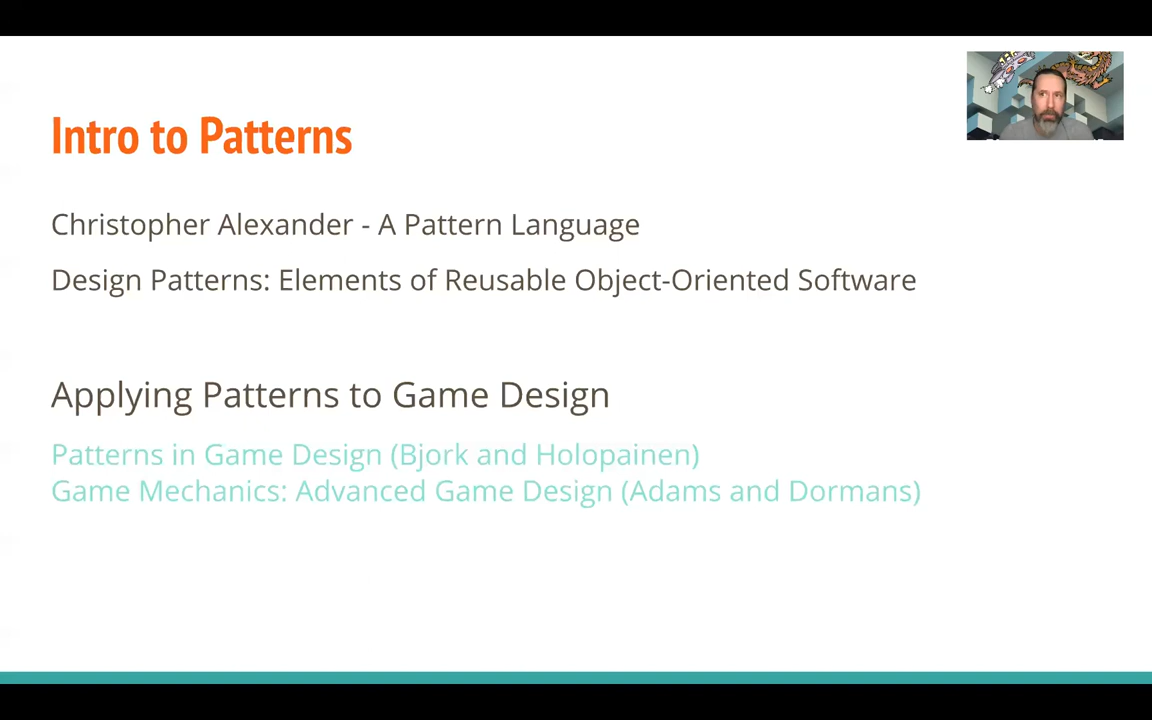 Intro to Patterns
Christopher Alexander - A Pattern Language
Design Patterns: Elements of Reusable Object-Oriented Software
Applying Patterns to Game Design
Patterns in Game Design (Bjork and Holopainen)
Game Mechanics: Advanced Game Design (Adams and Dormans)